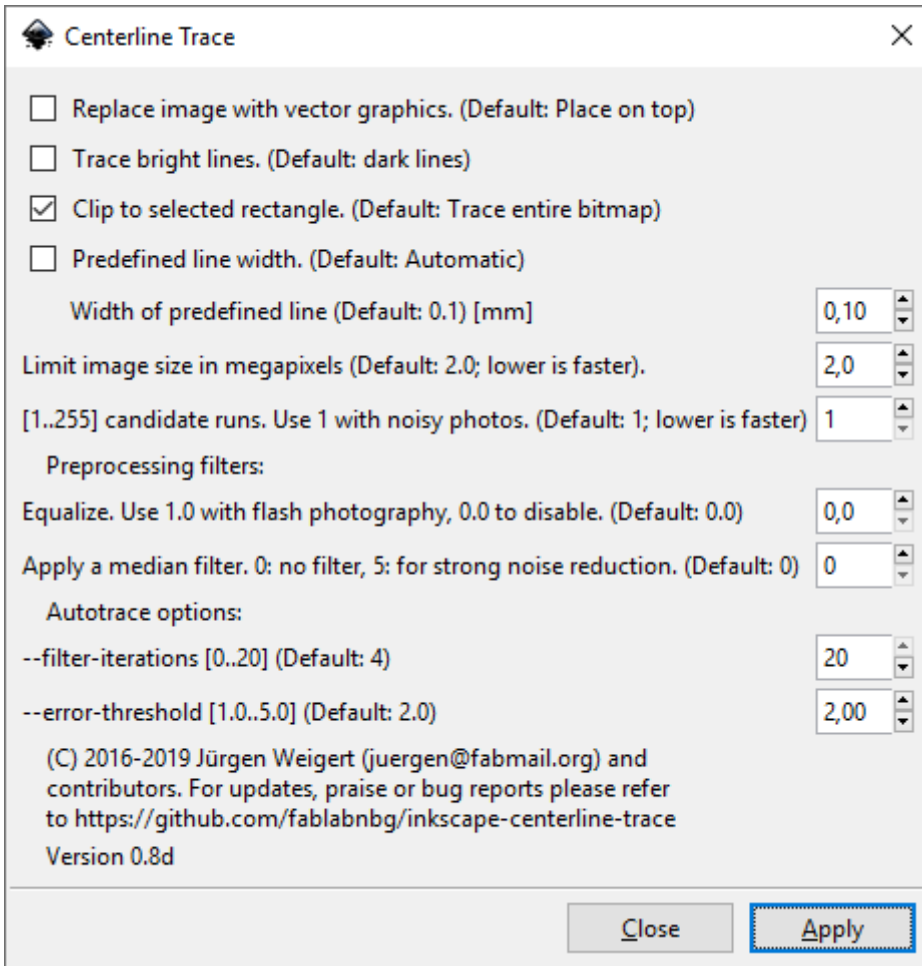 Centerline Trace
Replace image with vector graphics. (Default: Place on top)
Trace bright lines. (Default: dark lines)
Clip to selected rectangle. (Default: Trace entire bitmap)
Predefined line width. (Default: Automatic)
Width of predefined line (Default: 0.1) [mm] 0,10
Limit image size in megapixels (Default: 2.0; lower is faster). 2,0
[1..255] candidate runs. Use 1 with noisy photos. (Default: 1; lower is faster) 1
Preprocessing filters:
Equalize. Use 1.0 with flash photography, 0.0 to disable. (Default: 0.0) 0,0
Apply a median filter. 0: no filter, 5: for strong noise reduction. (Default: 0) 0
Autotrace options:
--filter-iterations [0..20] (Default: 4) 20
--error-threshold [1.0..5.0] (Default: 2.0) 2,00
(C) 2016-2019 Jürgen Weigert (juergen@fabmail.org) and
contributors. For updates, praise or bug reports please refer
to https://github.com/fablabnbg/inkscape-centerline-trace
Version 0.8d
Close Apply